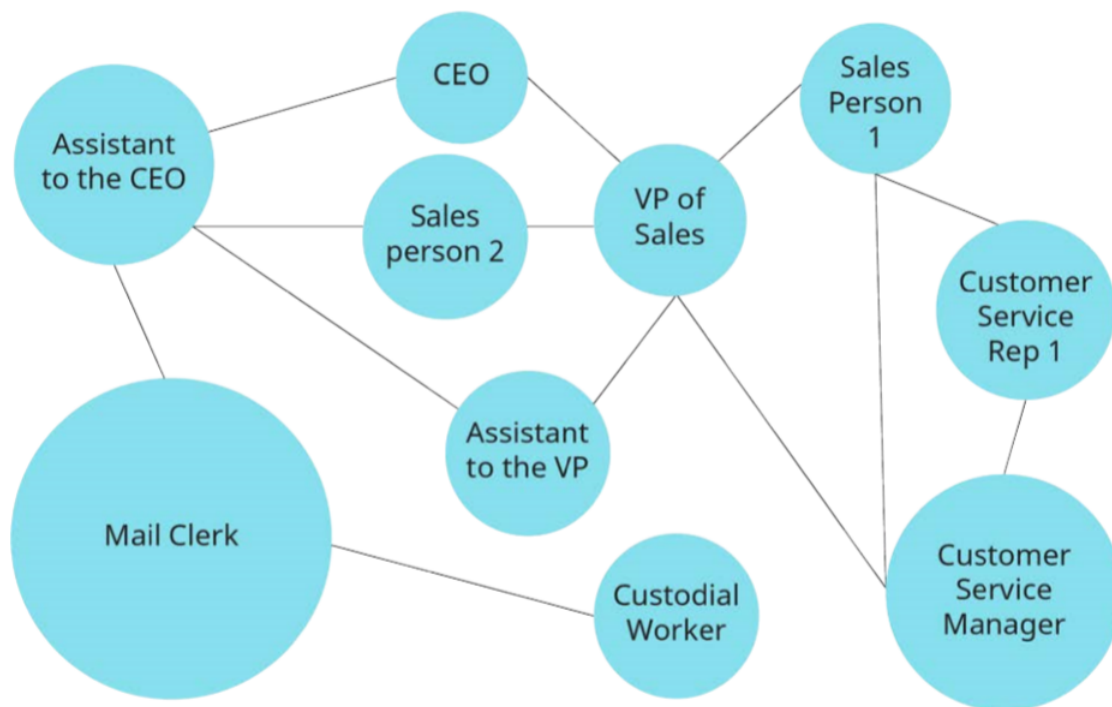 CEO
Sales
Person
1
Assistant
to the CEO
Sales
person 2
VP of
Sales
Customer
Service
Rep 1
Assistant
to the VP
Mail Clerk
Custodial
Worker
Customer
Service
Manager